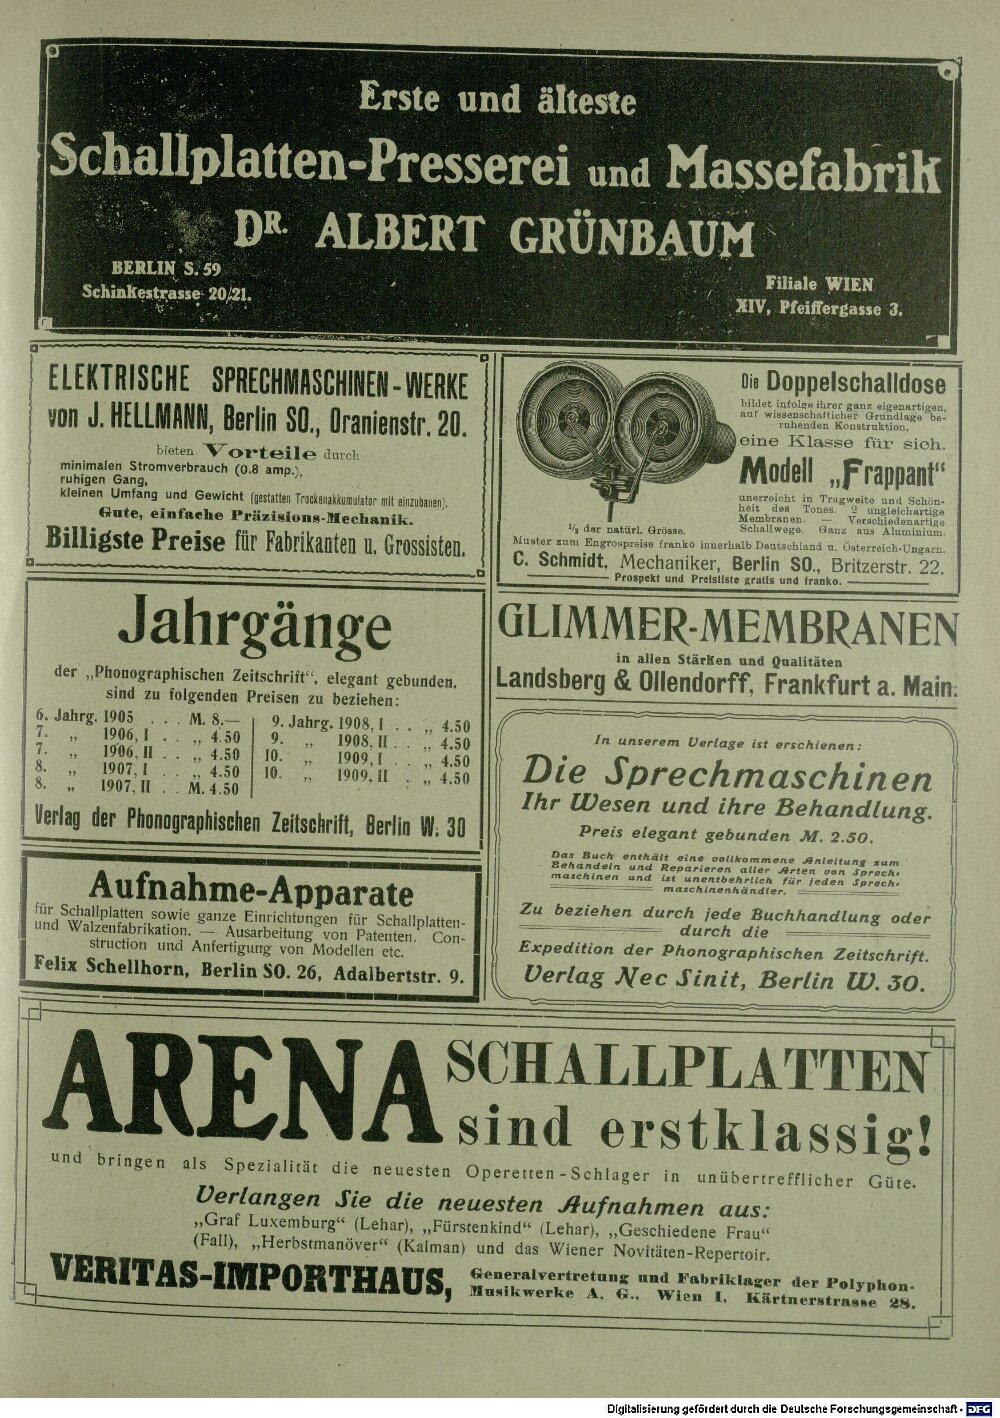 Erste und älteste
Schallplatten-Presserei und Massefabrik
DR. ALBERT GRÜNBAUM
BERLIN S. 59
Schinkestrasse 20/21.
Filiale WIEN
XIV, Pfeiffergasse 3.
ELEKTRISCHE SPRECHMASCHINEN-WERKE
von J. HELLMANN, Berlin SO., Oranienstr. 20.
bieten Vorteile durch
minimalen Stromverbrauch (0.8 amp.),
ruhigen Gang,
kleinen Umfang und Gewicht (gestatten Trockenakkumulator mit einzubauen).
Gute, einfache Präzisions-Mechanik.
Billigste Preise für Fabrikanten u. Grossisten.
Die Doppelschalldose
bildet infolge ihrer ganz eigenartigen,
auf wissenschaftlicher Grundlage be-
ruhenden Konstruktion,
eine Klasse für sich.
Modell „Frappant“
unerreicht in Tragweite und Schön-
heit des Tones. 2 ungleichartige
Membranen. — Verschiedenartige
Schallwege. Ganz aus Aluminium.
1/3 der natürl. Grösse.
Muster zum Engrospreise franko innerhalb Deutschland u. Österreich-Ungarn.
C. Schmidt, Mechaniker, Berlin SO., Britzerstr. 22.
Prospekt und Preisliste gratis und franko.
Jahrgänge
der „Phonographischen Zeitschrift“, elegant gebunden,
sind zu folgenden Preisen zu beziehen:
6. Jahrg. 1905 . . . M. 8.—
7. „ 1906, I . . „ 4.50
7. „ 1906, II . . „ 4.50
8. „ 1907, I . . „ 4.50
8. „ 1907, II . . M. 4.50
9. Jahrg. 1908, I . . „ 4.50
9. „ 1908, II . . „ 4.50
10. „ 1909, I . . „ 4.50
10. „ 1909, II . „ 4.50
Verlag der Phonographischen Zeitschrift, Berlin W. 30
GLIMMER-MEMBRANEN
in allen Stärken und Qualitäten
Landsberg & Ollendorff, Frankfurt a. Main.
In unserem Verlage ist erschienen:
Die Sprechmaschinen
Ihr Wesen und ihre Behandlung.
Preis elegant gebunden M. 2.50.
Das Buch enthält eine vollkommene Anleitung zum
Behandeln und Reparieren aller Arten von Sprech-
maschinen und ist unentbehrlich für jeden Sprech-
maschinenhändler.
Zu beziehen durch jede Buchhandlung oder
durch die
Expedition der Phonographischen Zeitschrift.
Verlag Nec Sinit, Berlin W. 30.
Aufnahme-Apparate
für Schallplatten sowie ganze Einrichtungen für Schallplatten-
und Walzenfabrikation. — Ausarbeitung von Patenten. Con-
struction und Anfertigung von Modellen etc.
Felix Schellhorn, Berlin SO. 26, Adalbertstr. 9.
ARENA SCHALLPLATTEN
sind erstklassig!
und bringen als Spezialität die neuesten Operetten-Schlager in unübertrefflicher Güte.
Verlangen Sie die neuesten Aufnahmen aus:
„Graf Luxemburg“ (Lehar), „Fürstenkind“ (Lehar), „Geschiedene Frau“
(Fall), „Herbstmanöver“ (Kalman) und das Wiener Novitäten-Repertoir.
VERITAS-IMPORTHAUS, Generalvertretung und Fabriklager der Polyphon-
Musikwerke A. G., Wien I, Kärtnerstrasse 28.
Digitalisierung gefördert durch die Deutsche Forschungsgemeinschaft - DFG